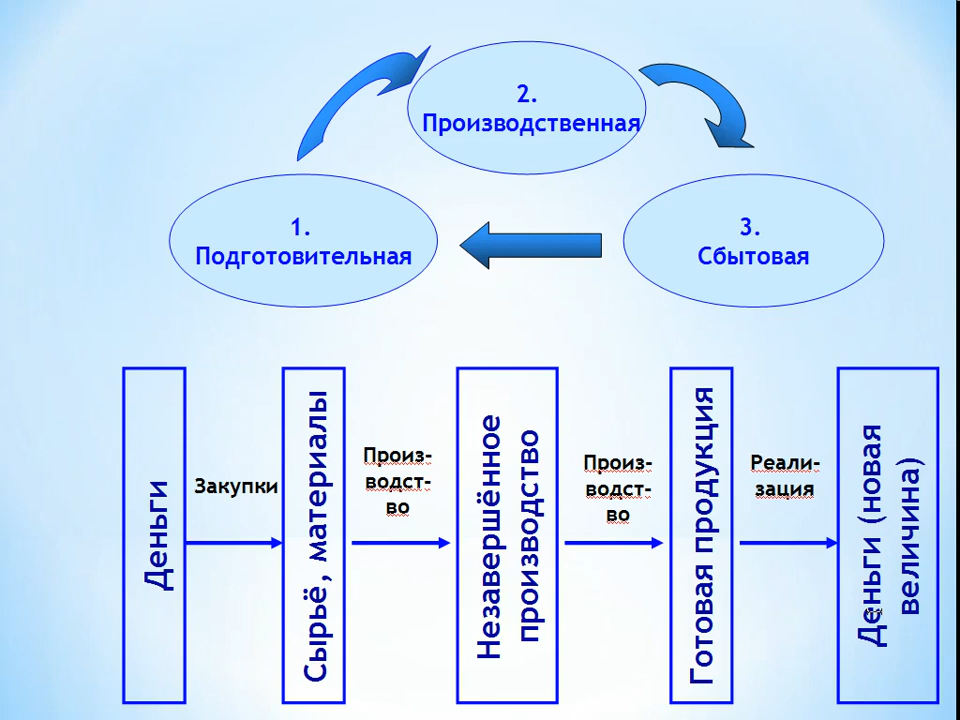 2.
Производственная
1.
Подготовительная
3.
Сбытовая
Деньги
Закупки
Сырьё, материалы
Произ-
водст-
во
Незавершённое
производство
Произ-
водст-
во
Готовая продукция
Реали-
зация
Деньги (новая
величина)